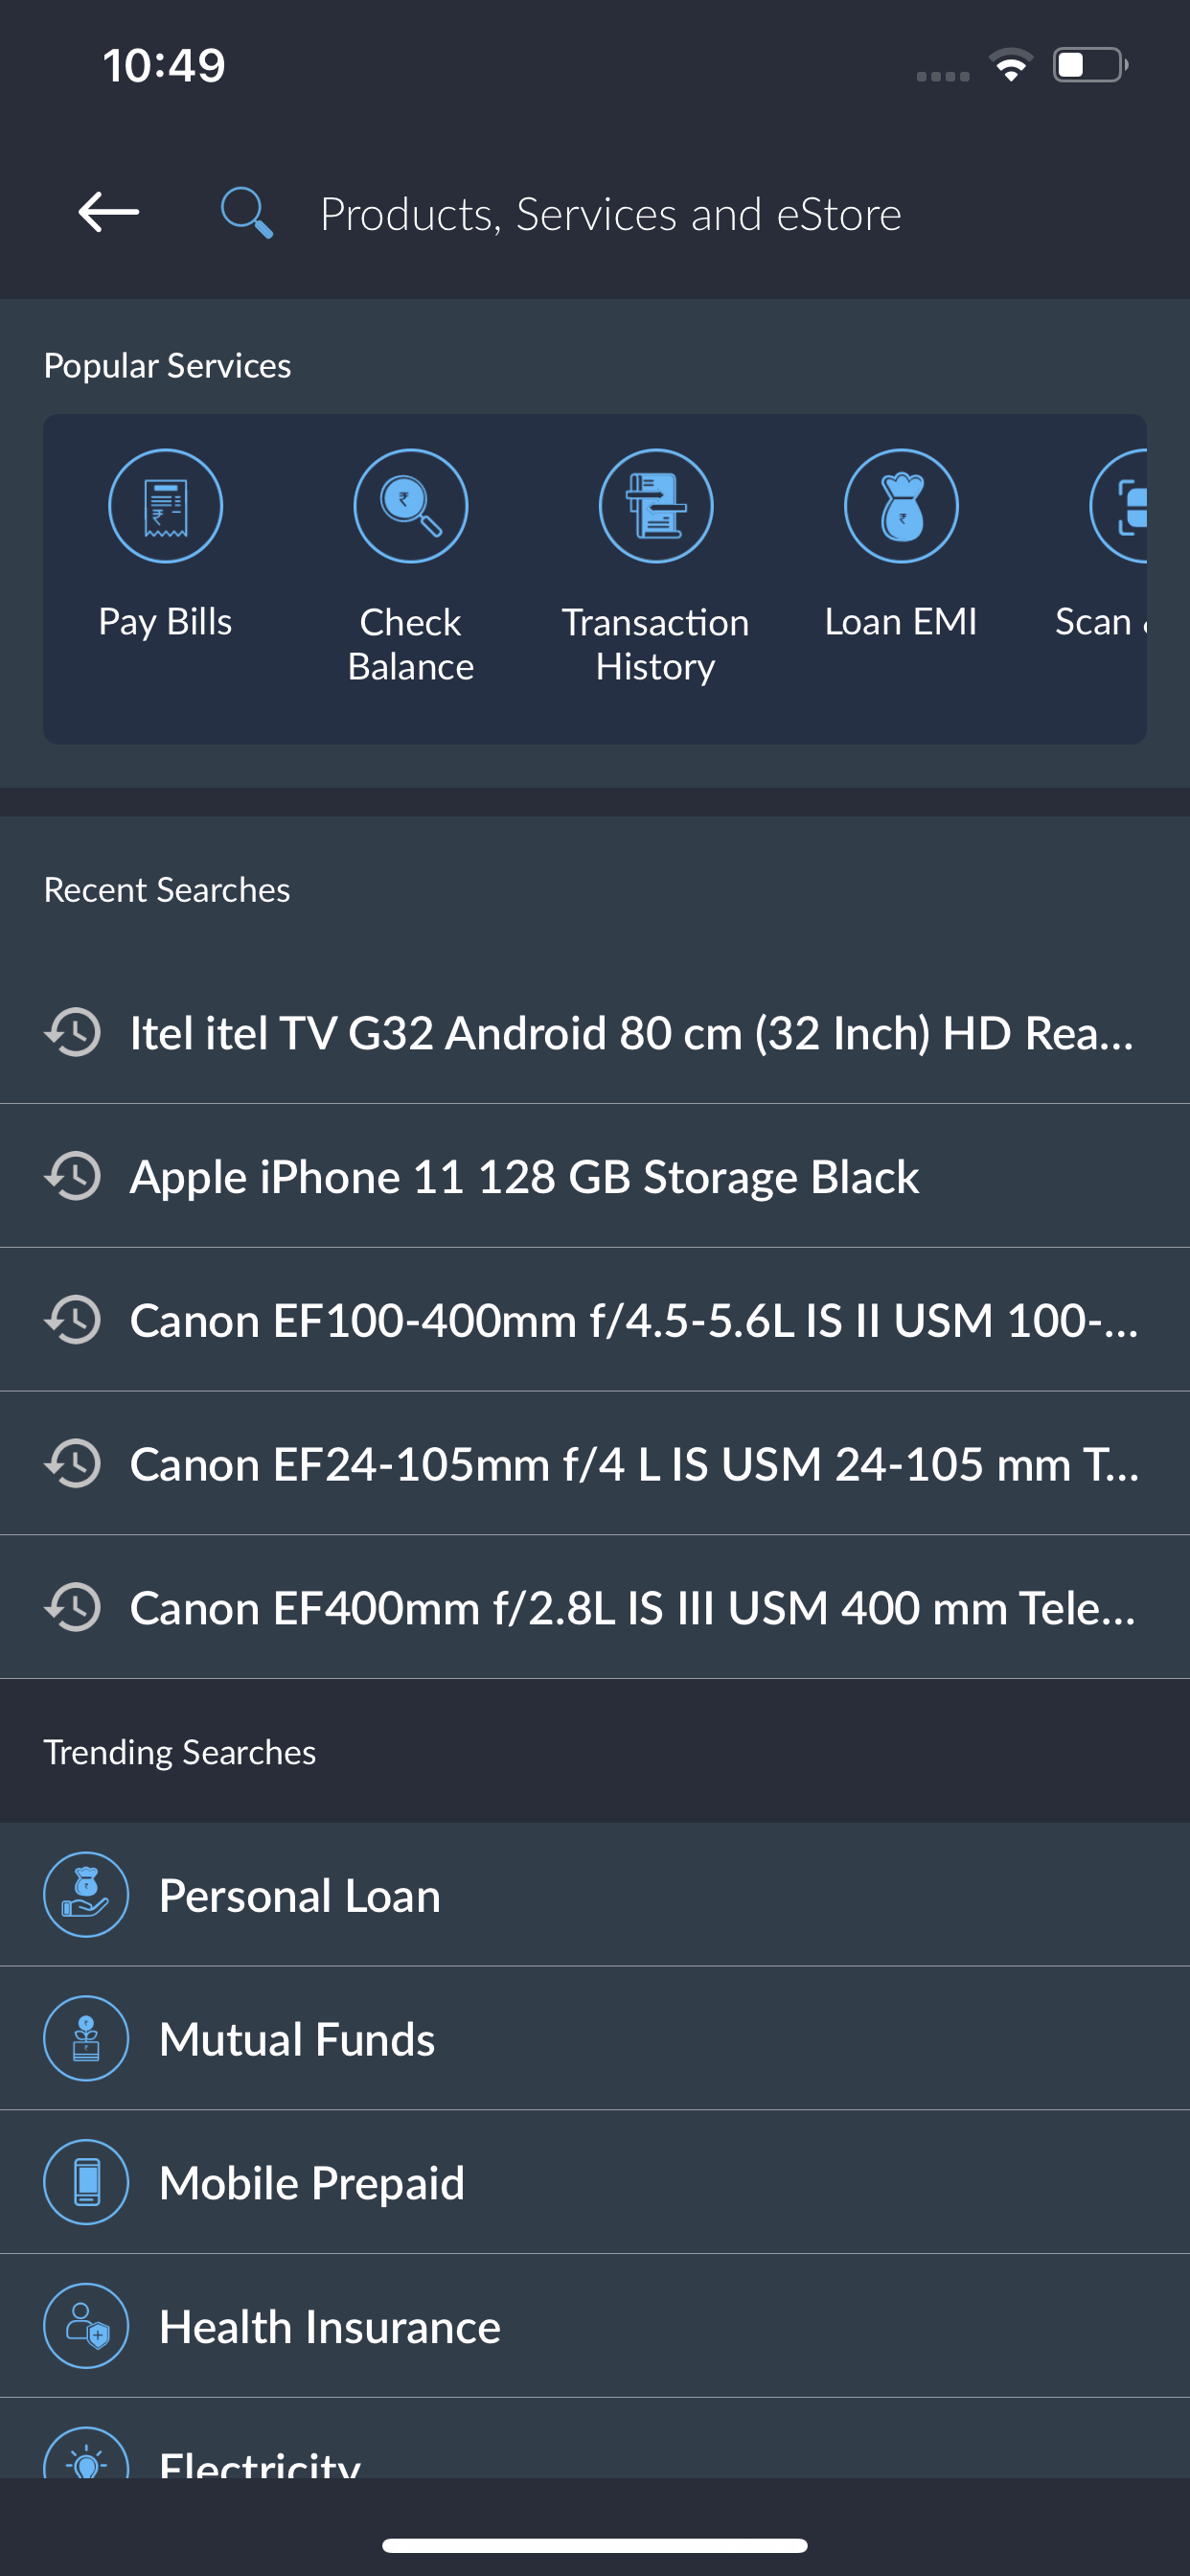 10:49
Products, Services and eStore
Popular Services
Pay Bills
Check
Balance
Transaction
History
Loan EMI
Scan
Recent Searches
Itel itel TV G32 Android 80 cm (32 Inch) HD Rea...
Apple iPhone 11 128 GB Storage Black
Canon EF100-400mm f/4.5-5.6L IS II USM 100-...
Canon EF24-105mm f/4 L IS USM 24-105 mm T...
Canon EF400mm f/2.8L IS III USM 400 mm Tele...
Trending Searches
Personal Loan
Mutual Funds
Mobile Prepaid
Health Insurance
Electricity